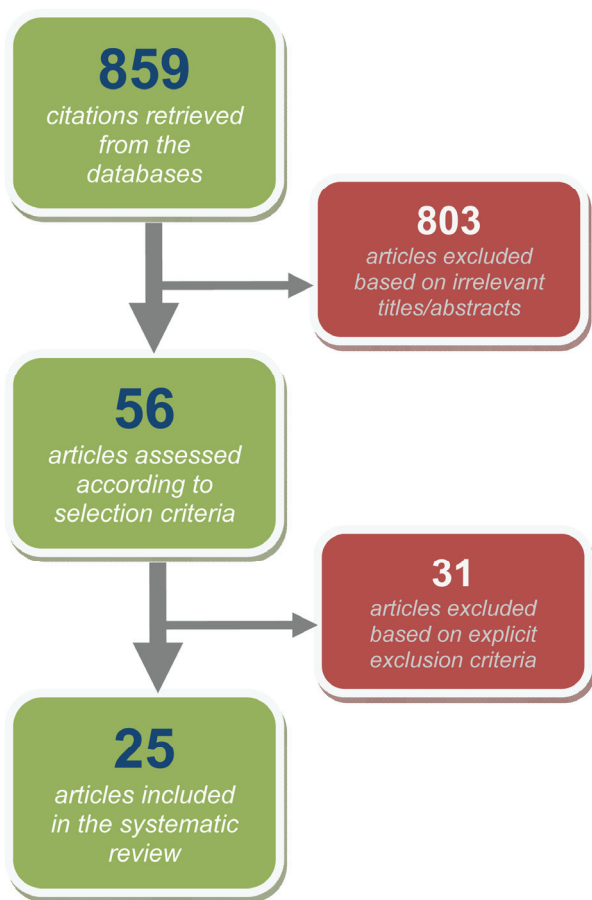 859
citations retrieved
from the
databases
803
articles excluded
based on irrelevant
titles/abstracts
56
articles assessed
according to
selection criteria
31
articles excluded
based on explicit
exclusion criteria
25
articles included
in the systematic
review